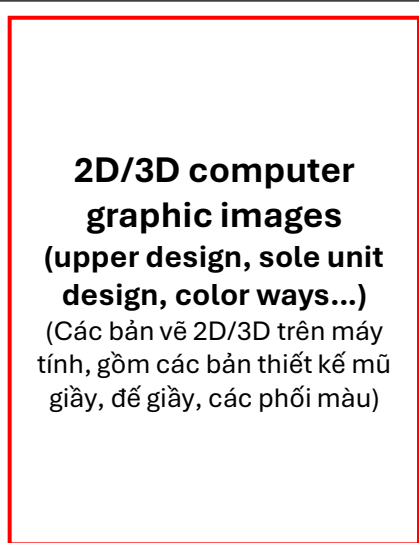 2D/3D computer
graphic images
(upper design, sole unit
design, color ways...)
(Các bản vẽ 2D/3D trên máy
tính, gồm các bản thiết kế mũ
giầy, đế giầy, các phối màu)